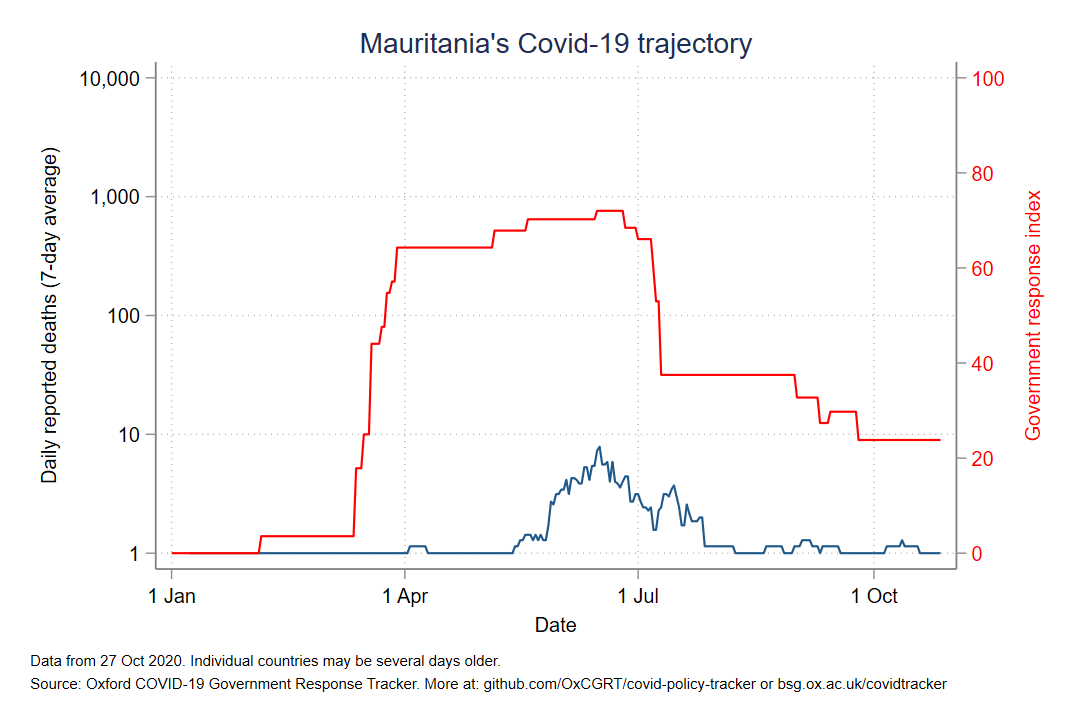 Mauritania's Covid-19 trajectory
10,000
1,000
100
10
1
Daily reported deaths (7-day average)
100
80
60
40
20
0
Government response index
1 Jan
1 Apr
1 Jul
1 Oct
Date
Data from 27 Oct 2020. Individual countries may be several days older.
Source: Oxford COVID-19 Government Response Tracker. More at: github.com/OxCGRT/covid-policy-tracker or bsg.ox.ac.uk/covidtracker